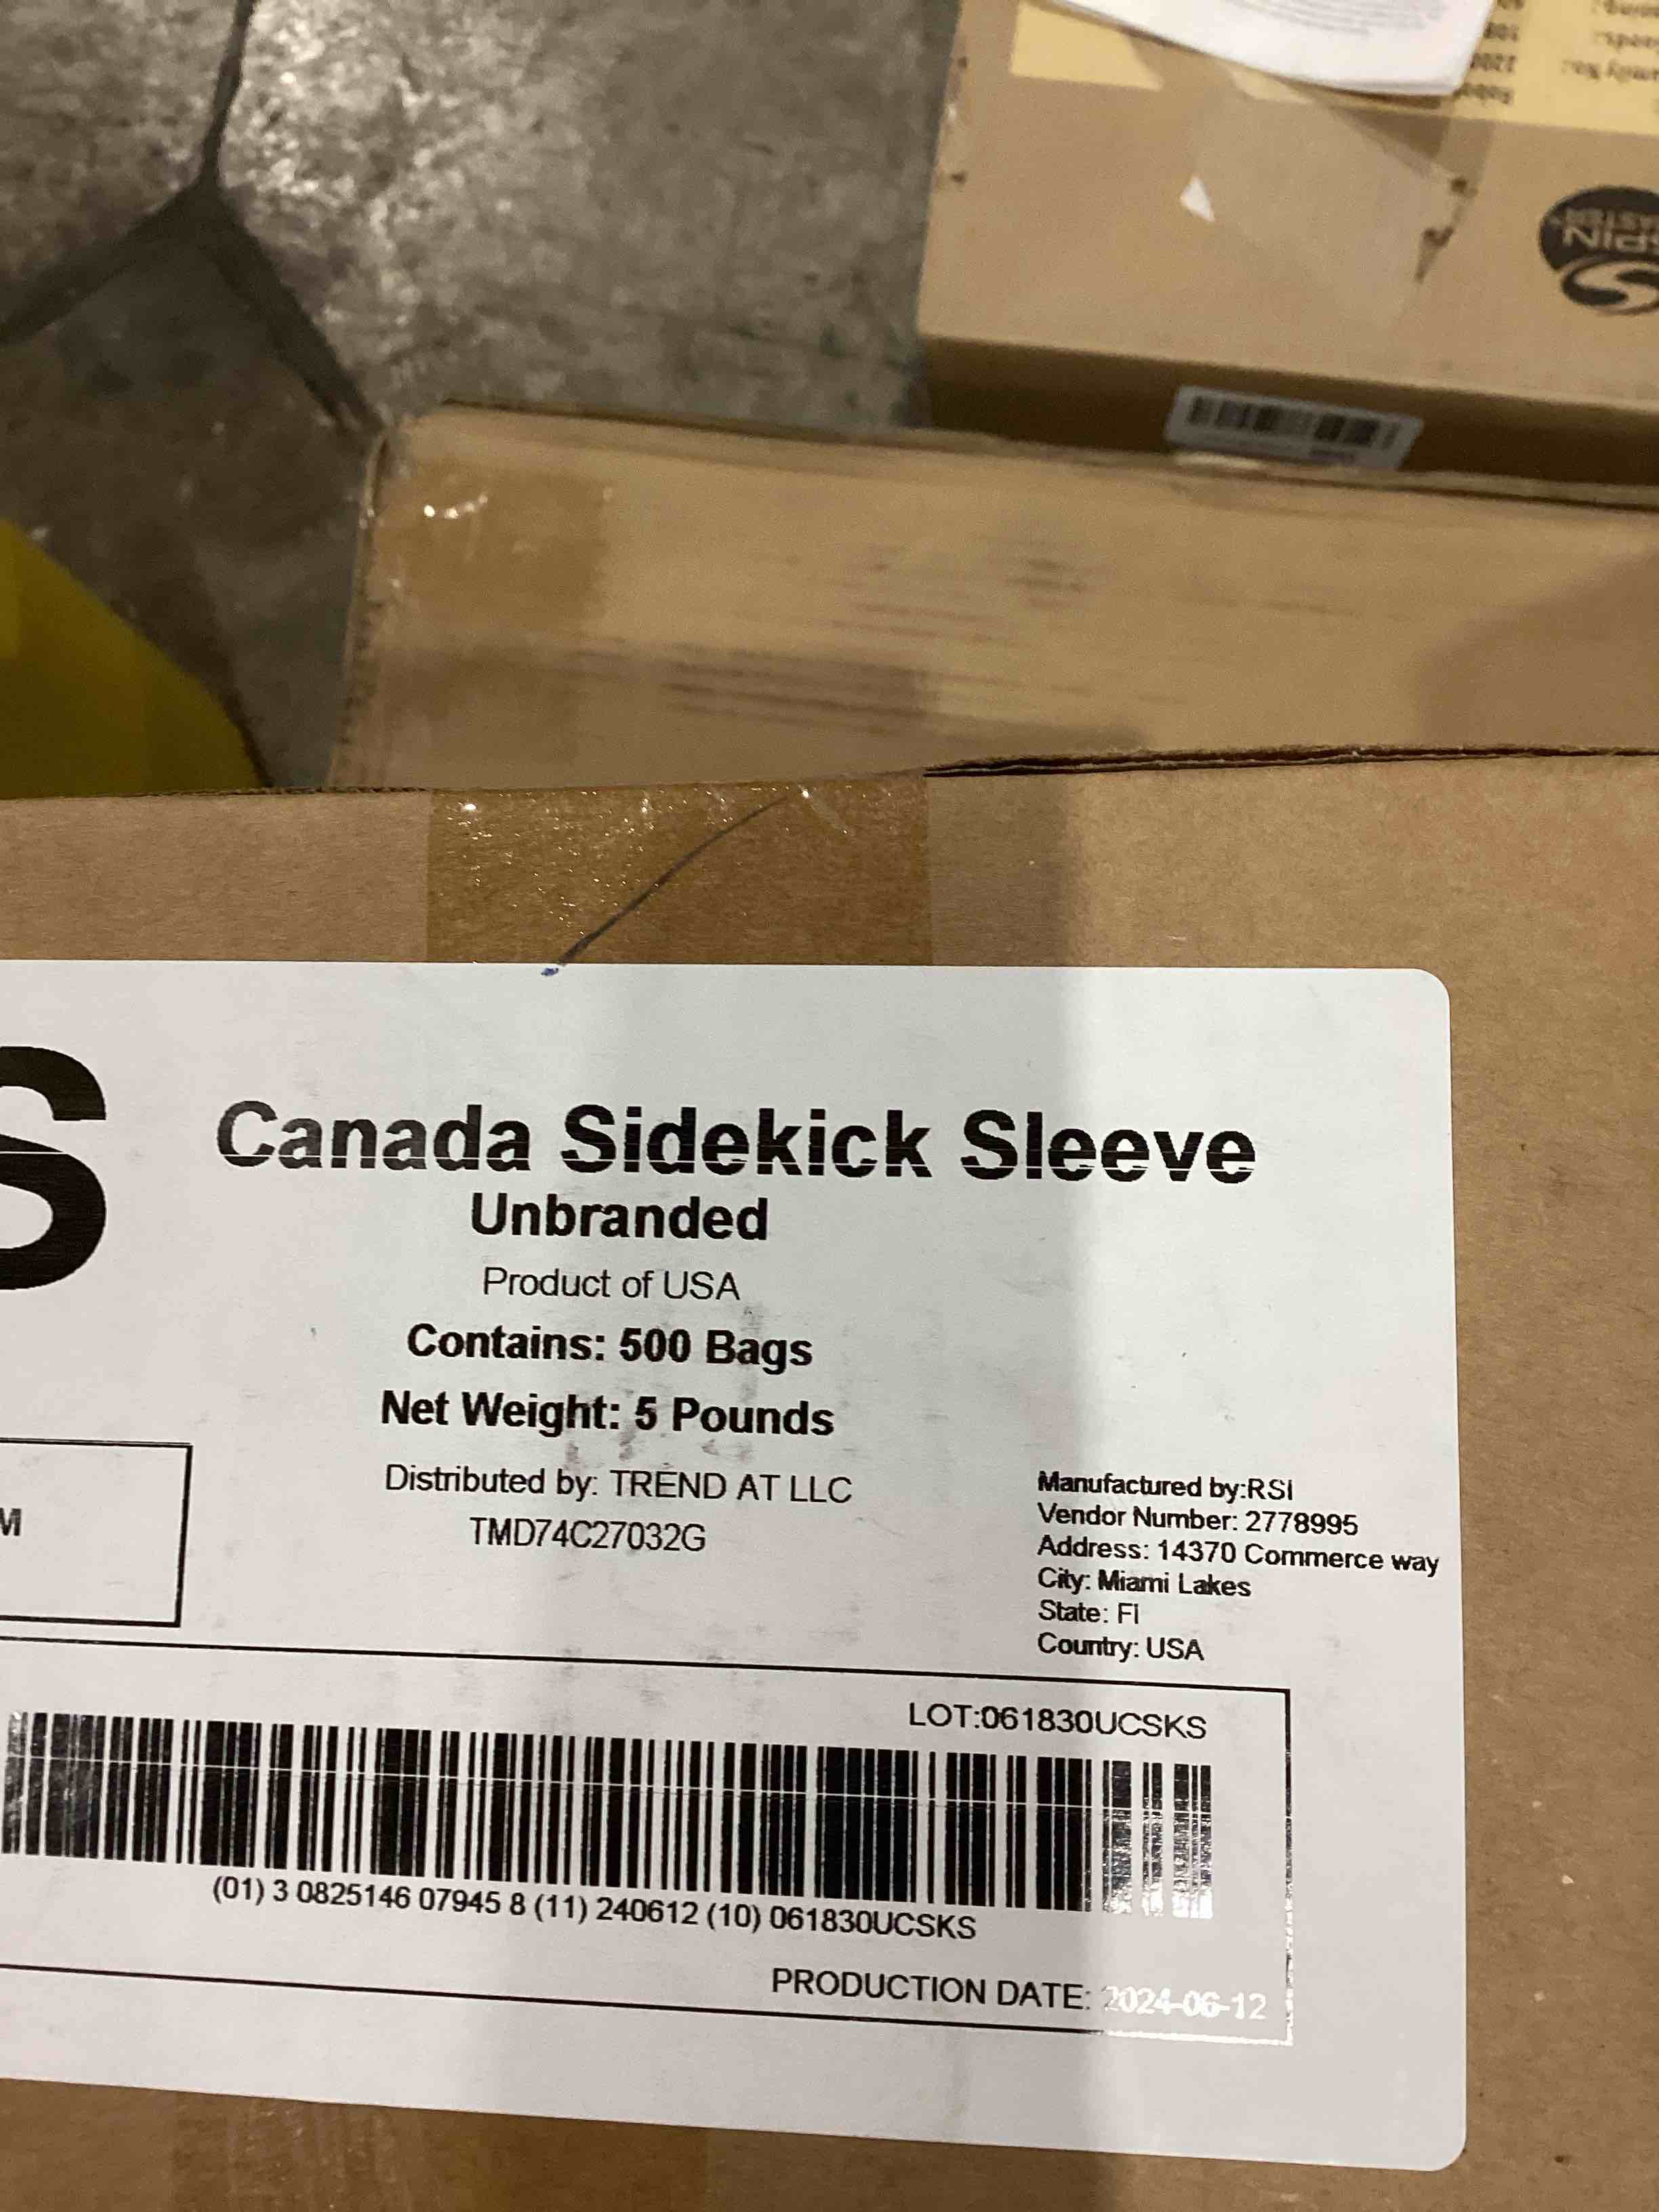 SPIN
MASTER
S
Canada Sidekick Sleeve
Unbranded
Product of USA
Contains: 500 Bags
Net Weight: 5 Pounds
Distributed by: TREND AT LLC
TMD74C27032G
Manufactured by:RSI
Vendor Number: 2778995
Address: 14370 Commerce way
City: Miami Lakes
State: Fl
Country: USA
M
LOT:061830UCSKS
(01) 3 0825146 07945 8 (11) 240612 (10) 061830UCSKS
PRODUCTION DATE: 2024-06-12